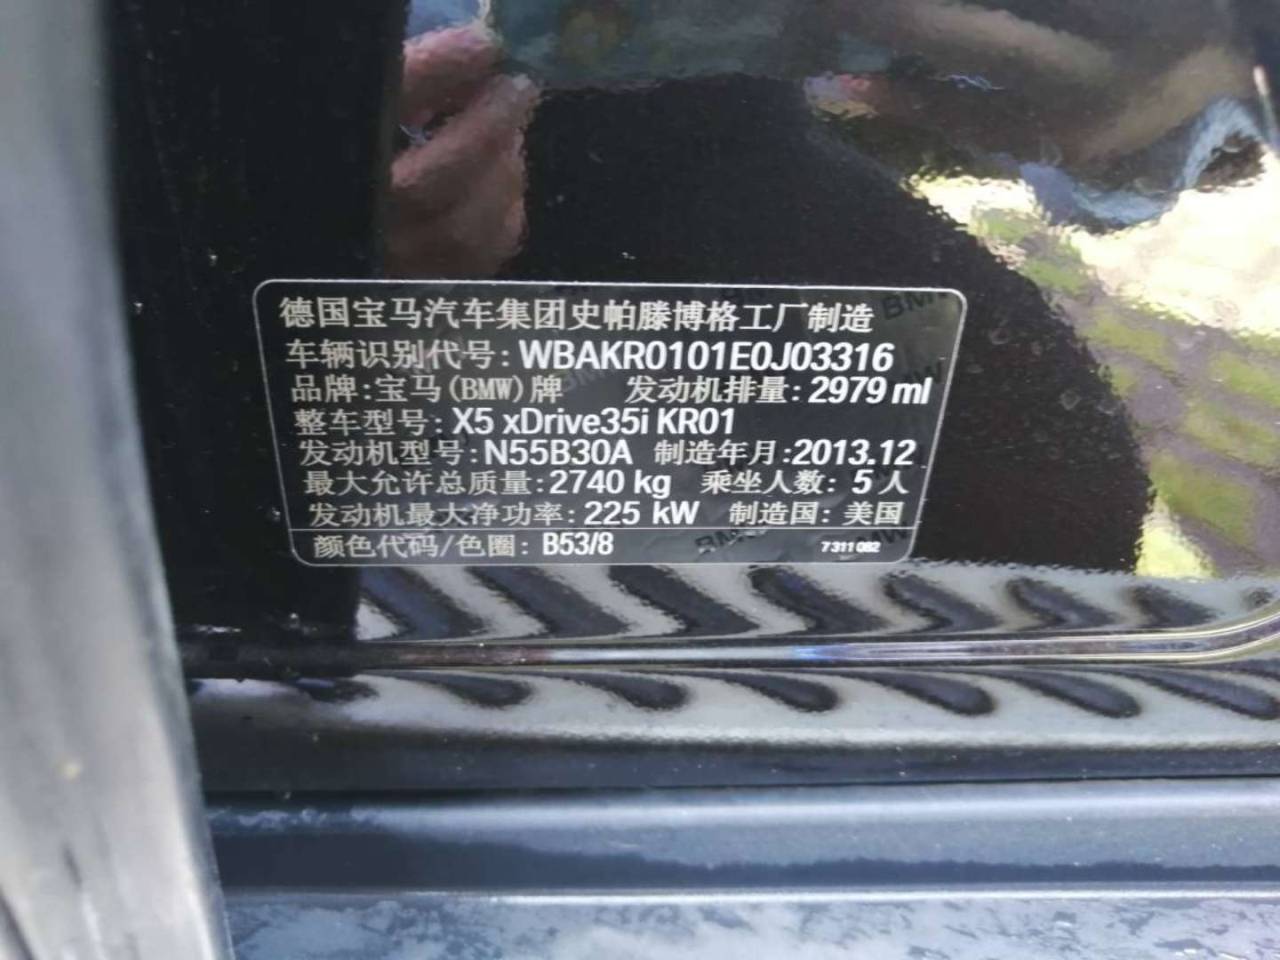 德国宝马汽车集团史帕滕博格工厂制造
车辆识别代号: WBAKR0101E0J03316
品牌:宝马(BMW)牌 发动机排量: 2979 ml
整车型号: X5 xDrive35i KR01
发动机型号: N55B30A 制造年月:2013.12
最大允许总质量:2740 kg 乘坐人数: 5人
发动机最大净功率: 225 kW 制造国: 美国
颜色代码/色圈: B53/8 7 311 082